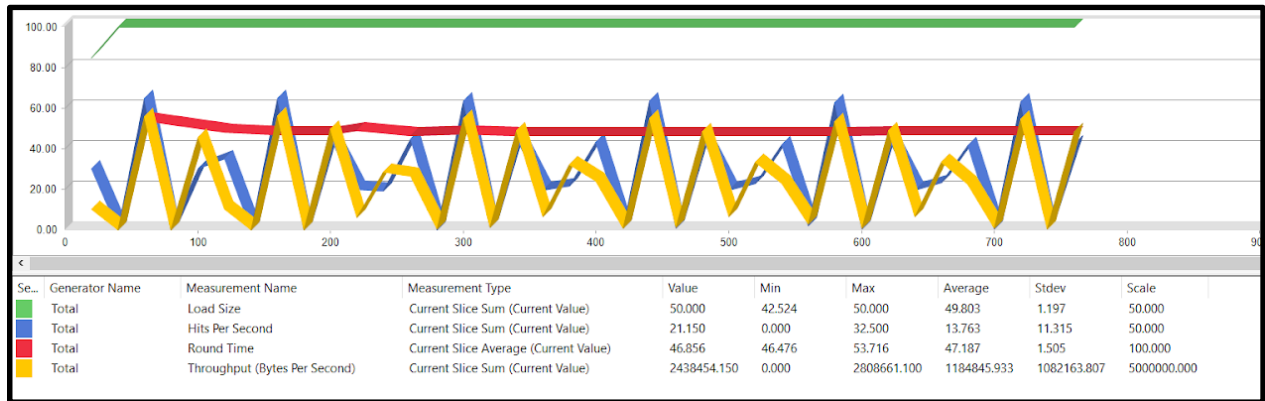 100.00
80.00
60.00
40.00
20.00
0.00
0 100 200 300 400 500 600 700 800 90
<
Se... Generator Name Measurement Name Measurement Type Value Min Max Average Stdev Scale
Total Load Size Current Slice Sum (Current Value) 50.000 42.524 50.000 49.803 1.197 50.000
Total Hits Per Second Current Slice Sum (Current Value) 21.150 0.000 32.500 13.763 11.315 50.000
Total Round Time Current Slice Average (Current Value) 46.856 46.476 53.716 47.187 1.505 100.000
Total Throughput (Bytes Per Second) Current Slice Sum (Current Value) 2438454.150 0.000 2808661.100 1184845.933 1082163.807 5000000.000